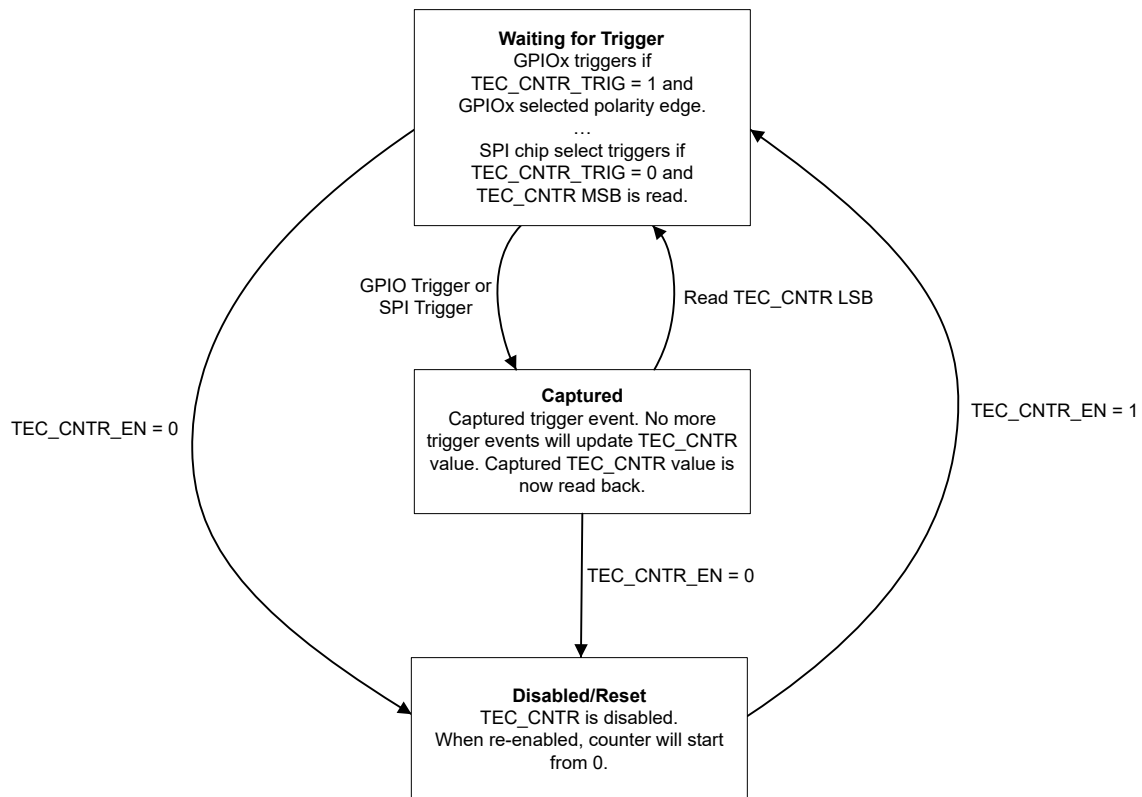 Waiting for Trigger
GPIOx triggers if
TEC_CNTR_TRIG = 1 and
GPIOx selected polarity edge.
…
SPI chip select triggers if
TEC_CNTR_TRIG = 0 and
TEC_CNTR MSB is read.
GPIO Trigger or
SPI Trigger
Read TEC_CNTR LSB
Captured
Captured trigger event. No more
trigger events will update TEC_CNTR
value. Captured TEC_CNTR value is
now read back.
TEC_CNTR_EN = 0
TEC_CNTR_EN = 1
TEC_CNTR_EN = 0
Disabled/Reset
TEC_CNTR is disabled.
When re-enabled, counter will start
from 0.